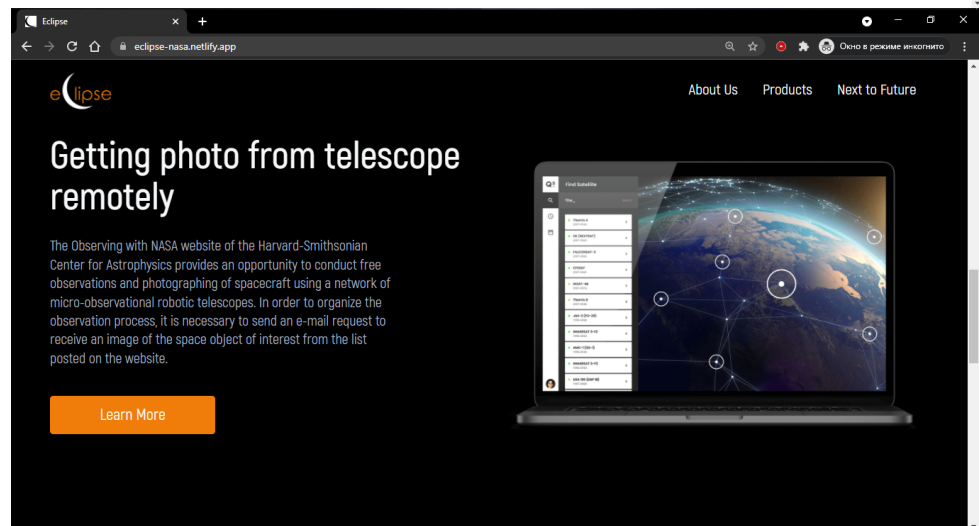 Eclipse
eclipse-nasa.netlify.app
Окно в режиме инкогнито
eclipse
About Us
Products
Next to Future
Getting photo from telescope
remotely
The Observing with NASA website of the Harvard-Smithsonian
Center for Astrophysics provides an opportunity to conduct free
observations and photographing of spacecraft using a network of
micro-observational robotic telescopes. In order to organize the
observation process, it is necessary to send an e-mail request to
receive an image of the space object of interest from the list
posted on the website.
Learn More
Find Satellite